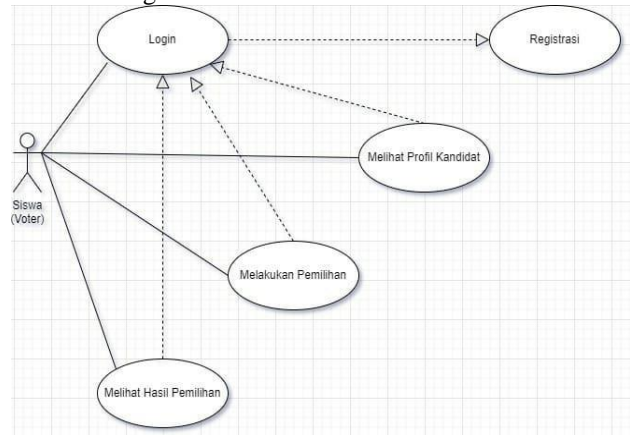 Login
Registrasi
Melihat Profil Kandidat
Siswa
(Voter)
Melakukan Pemilihan
Melihat Hasil Pemilihan